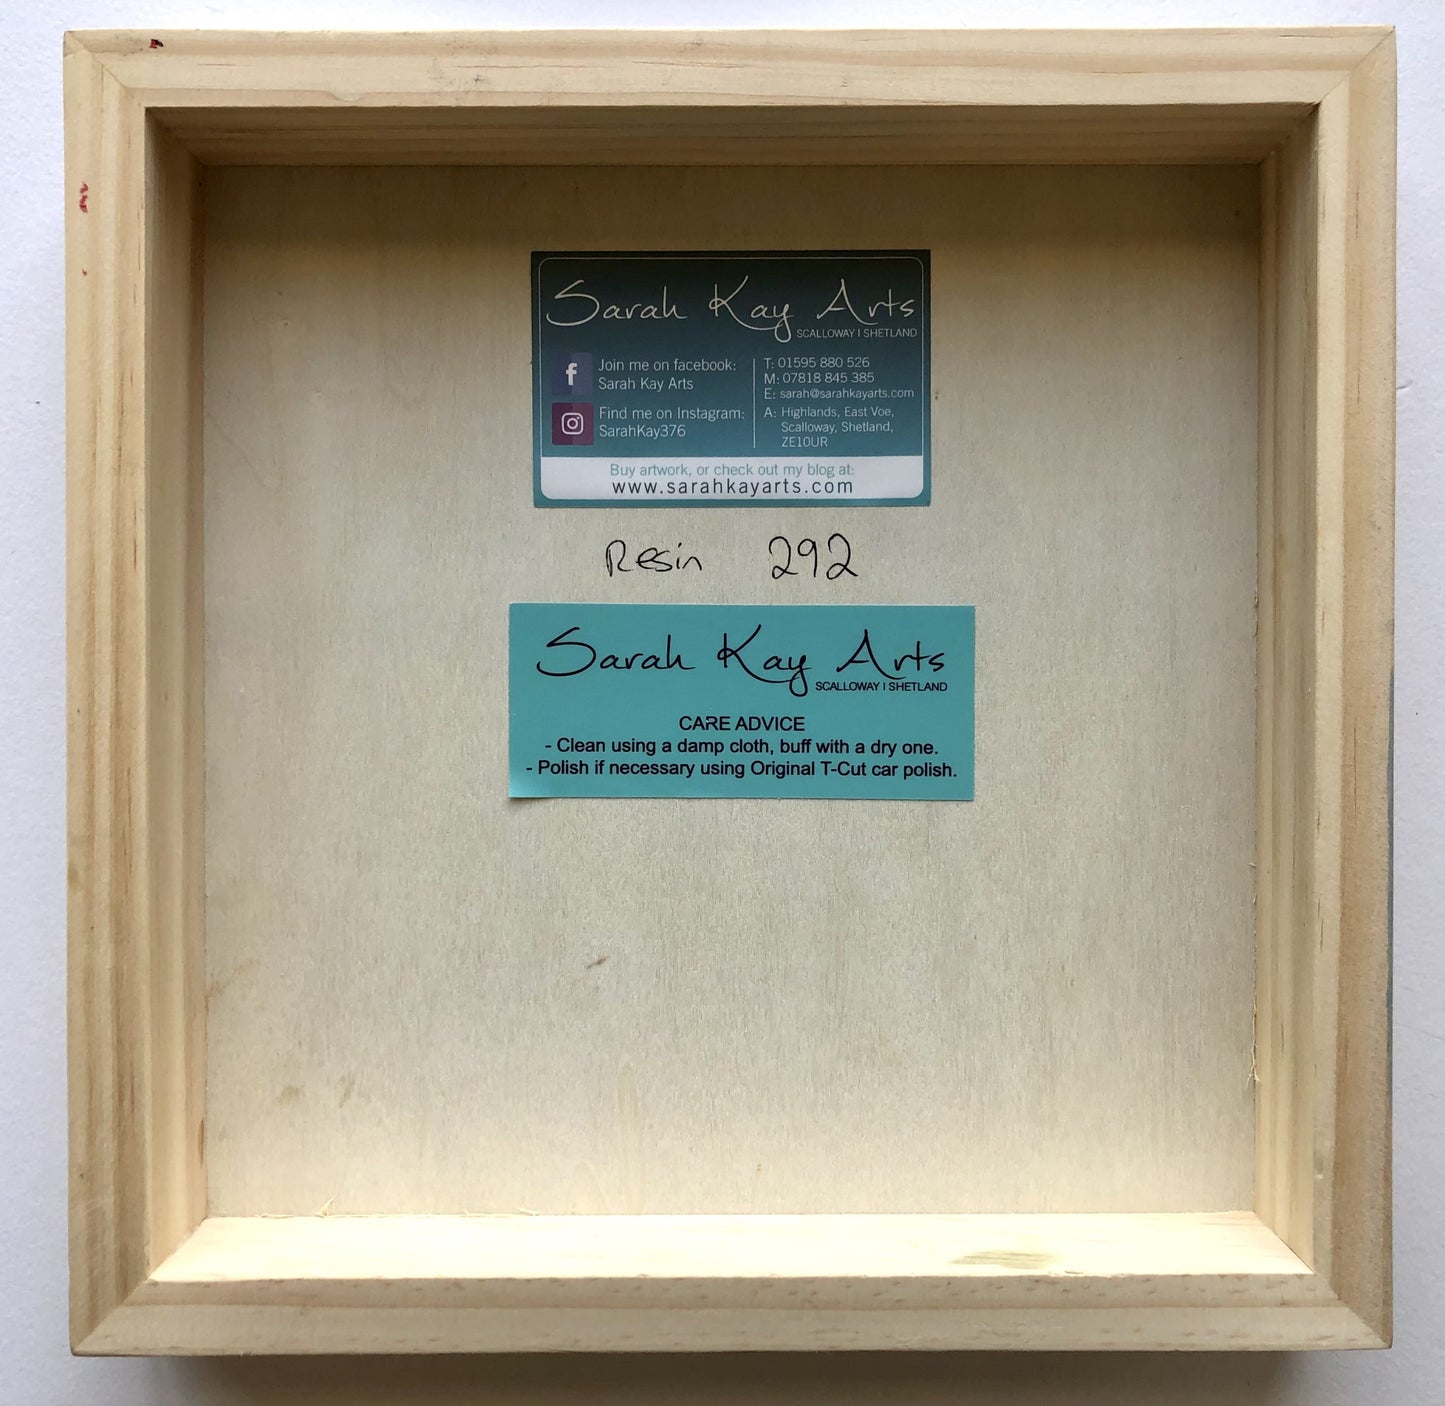 Sarah Kay Arts
SCALLOWAY | SHETLAND
Join me on facebook:
Sarah Kay Arts
Find me on Instagram:
SarahKay376
T: 01595 880 526
M: 07818 845 385
E: sarah@sarahkayarts.com
A: Highlands, East Voe,
Scalloway, Shetland,
ZE10UR
Buy artwork, or check out my blog at:
www.sarahkayarts.com
Resin 292
Sarah Kay Arts
SCALLOWAY | SHETLAND
CARE ADVICE
- Clean using a damp cloth, buff with a dry one.
- Polish if necessary using Original T-Cut car polish.